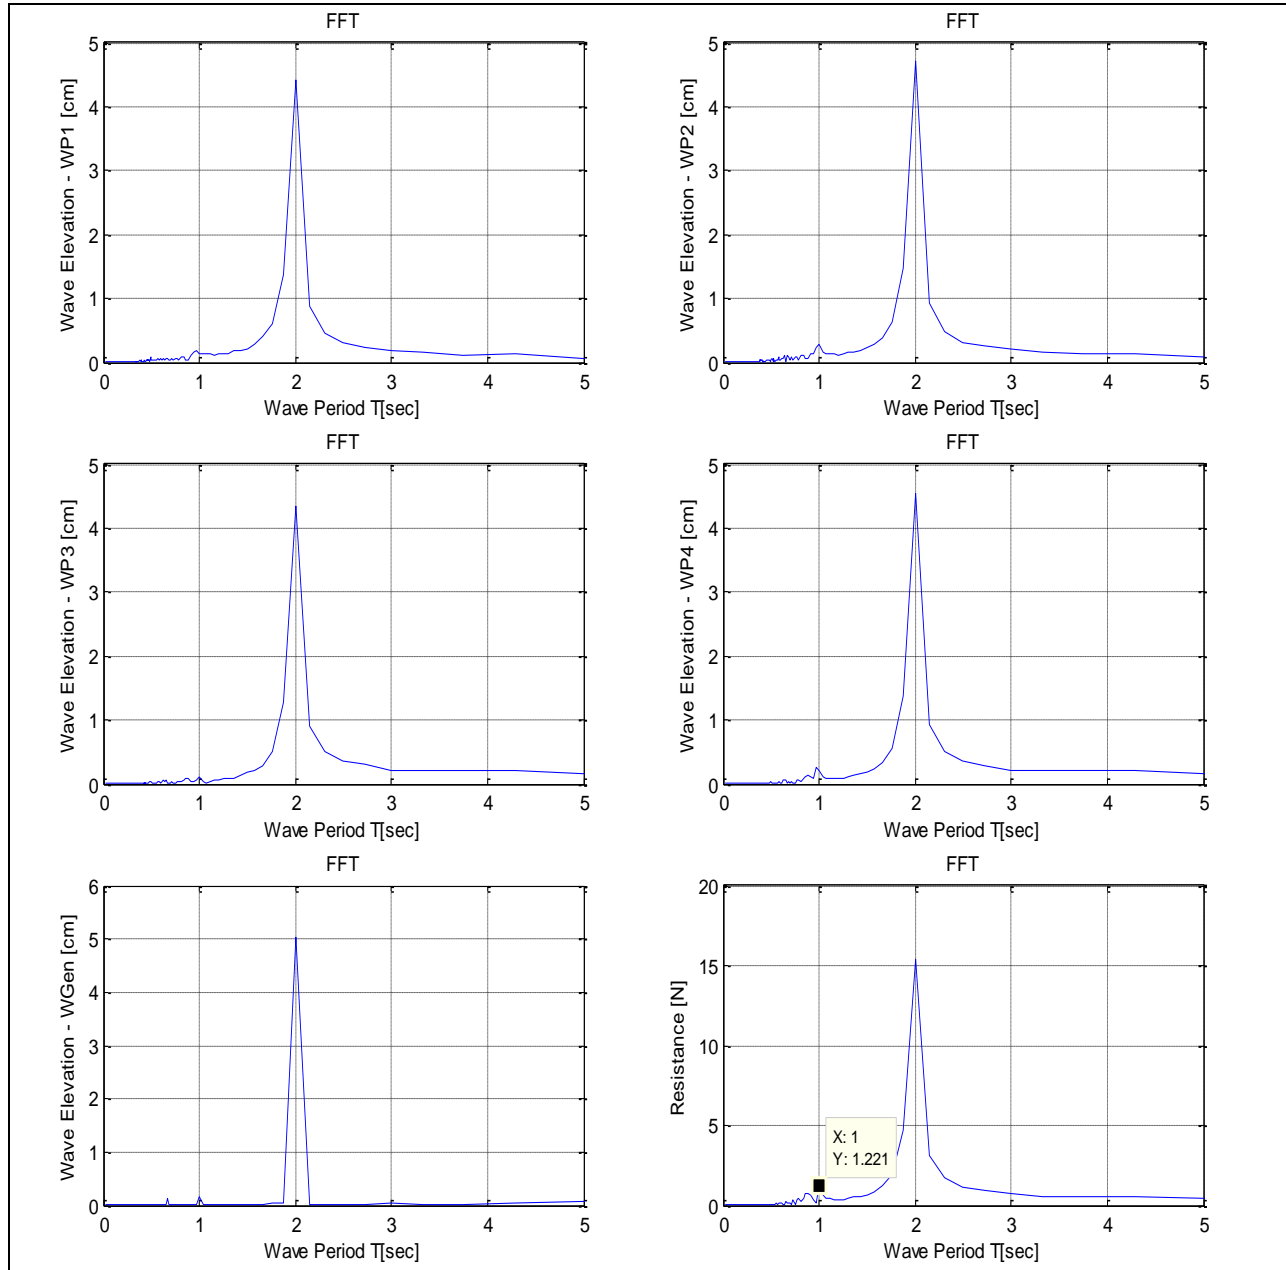 FFT
Wave Elevation - WP1 [cm]
5
4
3
2
1
0
0 1 2 3 4 5
Wave Period T[sec]
FFT
Wave Elevation - WP2 [cm]
5
4
3
2
1
0
0 1 2 3 4 5
Wave Period T[sec]
FFT
Wave Elevation - WP3 [cm]
5
4
3
2
1
0
0 1 2 3 4 5
Wave Period T[sec]
FFT
Wave Elevation - WP4 [cm]
5
4
3
2
1
0
0 1 2 3 4 5
Wave Period T[sec]
FFT
Wave Elevation - WGen [cm]
6
5
4
3
2
1
0
0 1 2 3 4 5
Wave Period T[sec]
FFT
Resistance [N]
20
15
10
5
0
X: 1
Y: 1.221
0 1 2 3 4 5
Wave Period T[sec]